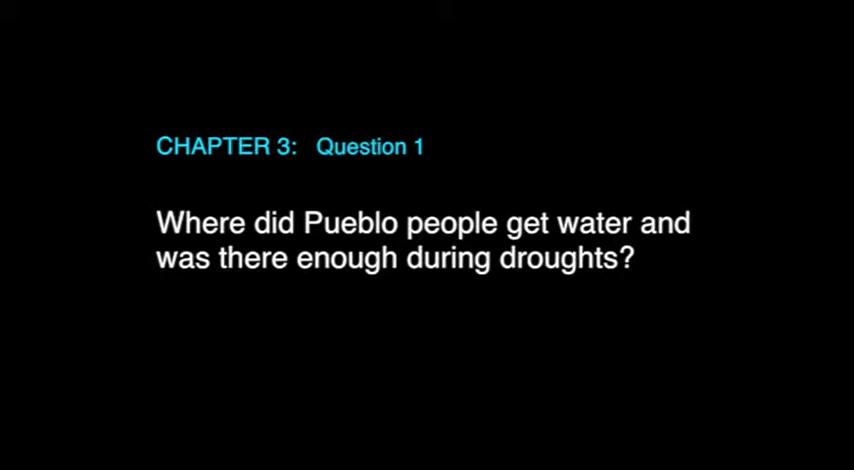 CHAPTER 3: Question 1
Where did Pueblo people get water and
was there enough during droughts?